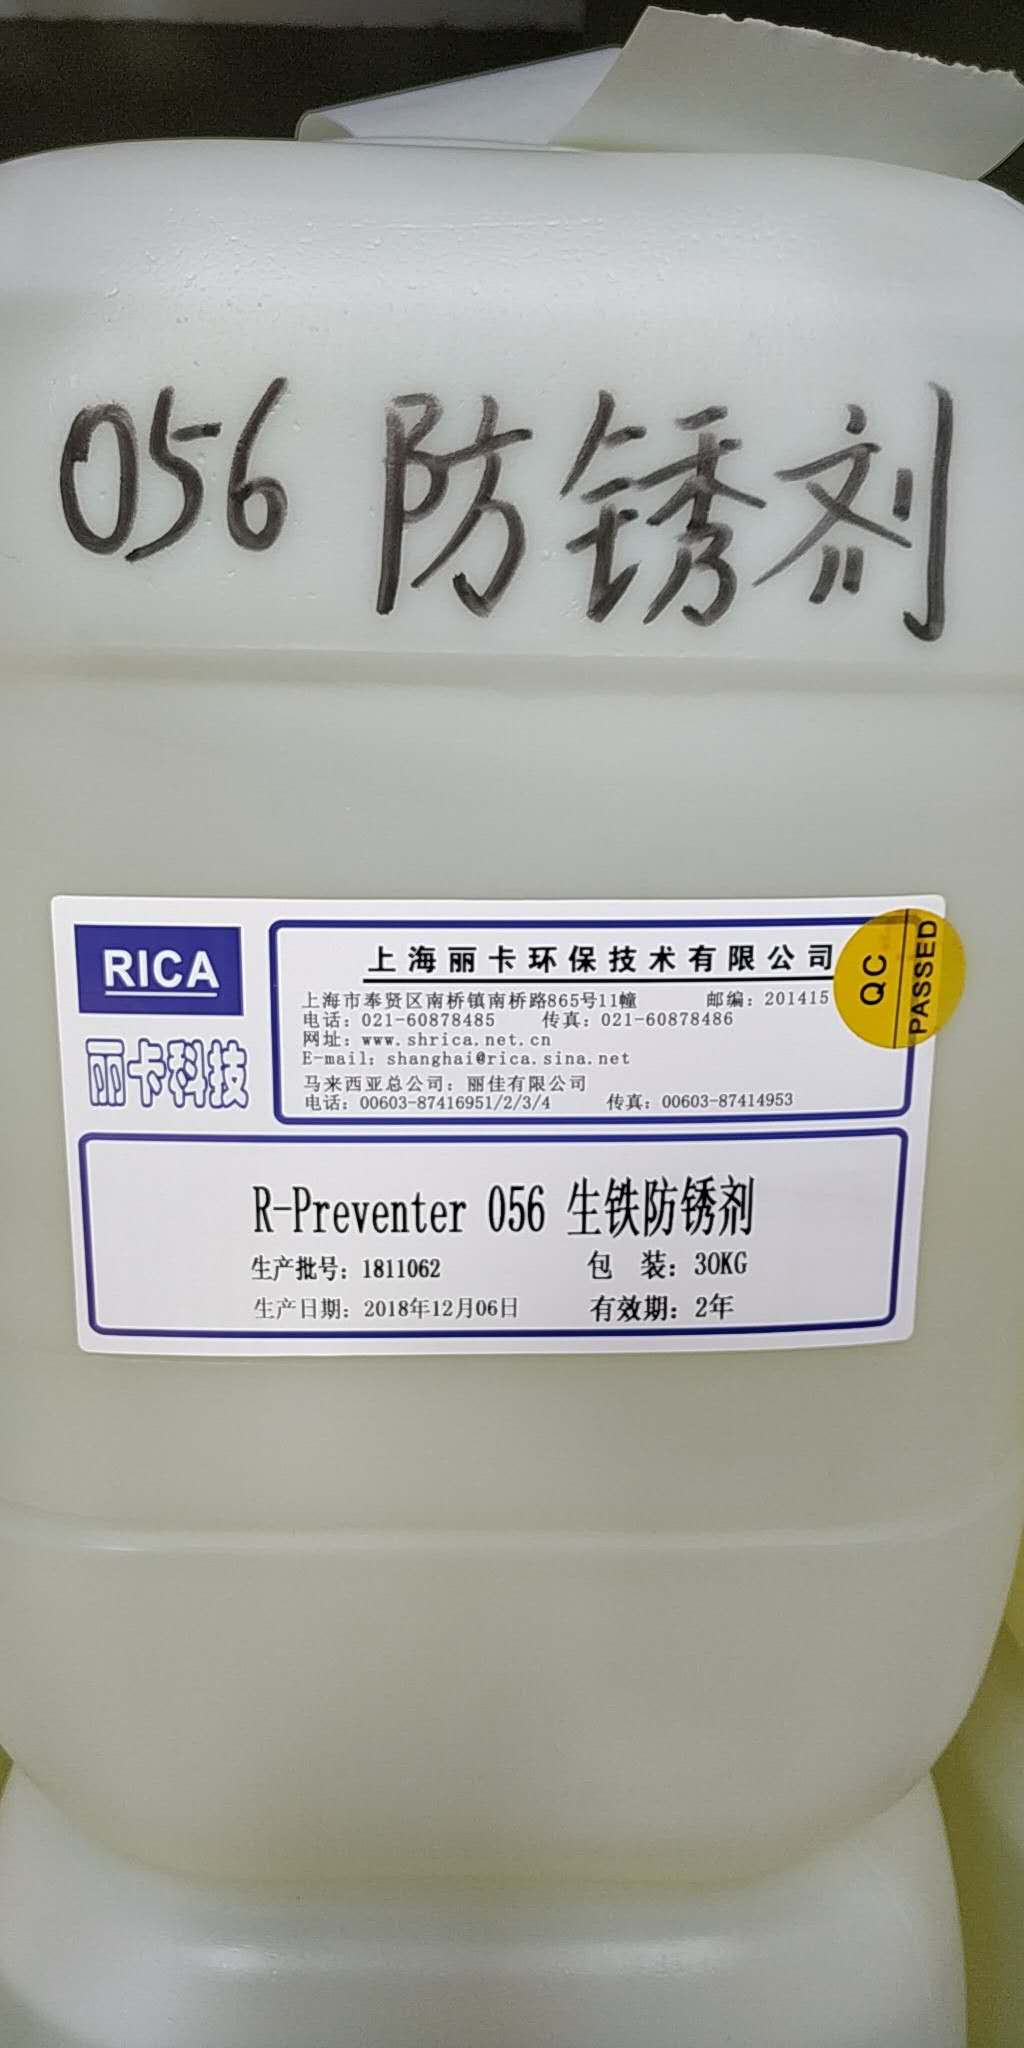 056 防锈剂
RICA
丽卡科技
上海丽卡环保技术有限公司
上海市奉贤区南桥镇南桥路865号11幢 邮编：201415
电话：021-60878485 传真：021-60878486
网址：www.shrica.net.cn
E-mail：shanghai@rica.sina.net
马来西亚总公司：丽佳有限公司
电话：00603-87416951/2/3/4 传真：00603-87414953
QC
PASSED
R-Preventer 056 生铁防锈剂
生产批号：1811062 包 装：30KG
生产日期：2018年12月06日 有效期：2年